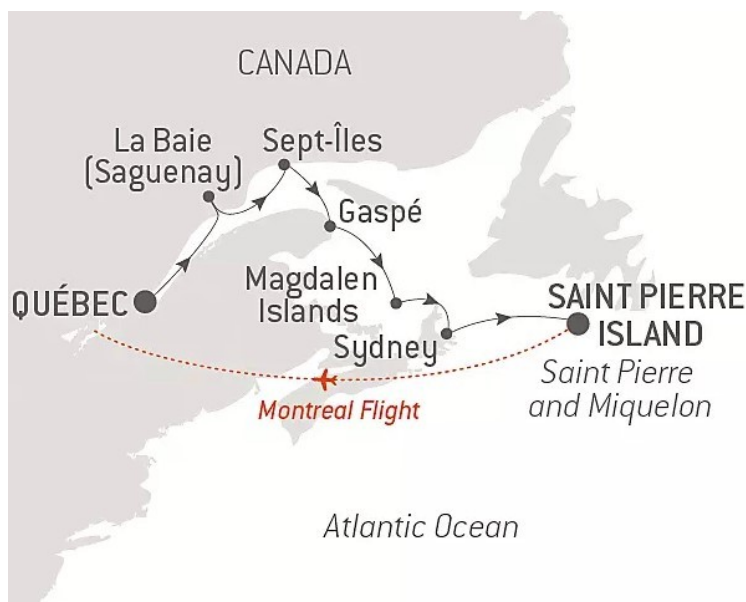 CANADA
La Baie
(Saguenay)
Sept-Îles
Gaspé
Magdalen
Islands
QUÉBEC
SAINT PIERRE
ISLAND
Sydney
Saint Pierre
and Miquelon
Montreal Flight
Atlantic Ocean